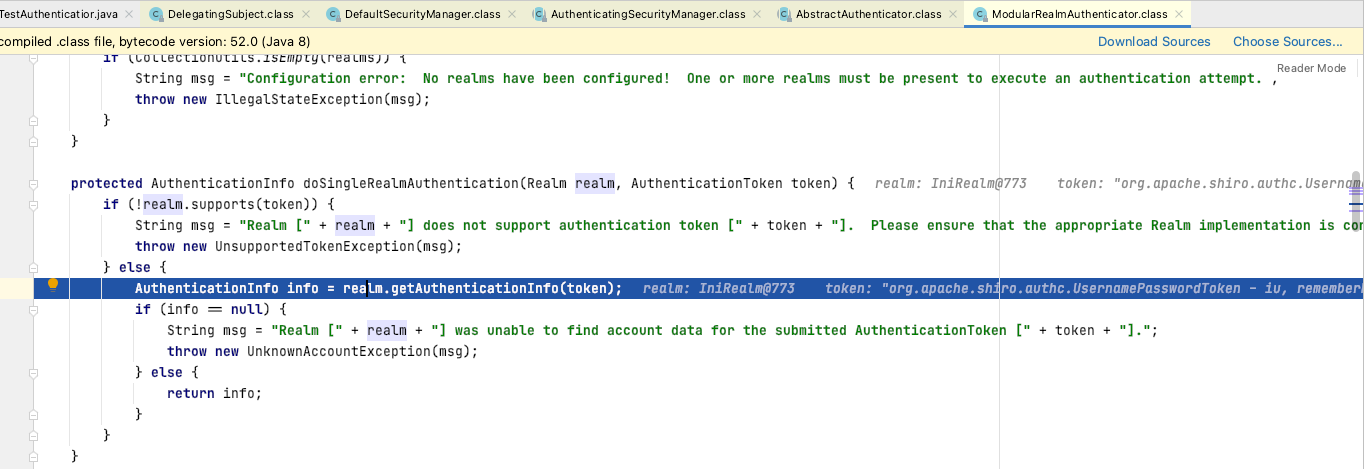 TestAuthenticatior.java DelegatingSubject.class DefaultSecurityManager.class AuthenticatingSecurityManager.class AbstractAuthenticator.class ModularRealmAuthenticator.class
compiled .class file, bytecode version: 52.0 (Java 8) Download Sources Choose Sources...
if (CollectionUtils.isEmpty(realms)) {
Reader Mode
String msg = "Configuration error:  No realms have been configured!  One or more realms must be present to execute an authentication attempt.
throw new IllegalStateException(msg);
}
}
protected AuthenticationInfo doSingleRealmAuthentication(Realm realm, AuthenticationToken token) { realm: IniRealm@773 token: "org.apache.shiro.authc.Userna
if (!realm.supports(token)) {
String msg = "Realm [" + realm + "] does not support authentication token [" + token + "].  Please ensure that the appropriate Realm implementation is con
throw new UnsupportedTokenException(msg);
} else {
AuthenticationInfo info = realm.getAuthenticationInfo(token); realm: IniRealm@773 token: "org.apache.shiro.authc.UsernamePasswordToken - iu, remember
if (info == null) {
String msg = "Realm [" + realm + "] was unable to find account data for the submitted AuthenticationToken [" + token + "].";
throw new UnknownAccountException(msg);
} else {
return info;
}
}
}